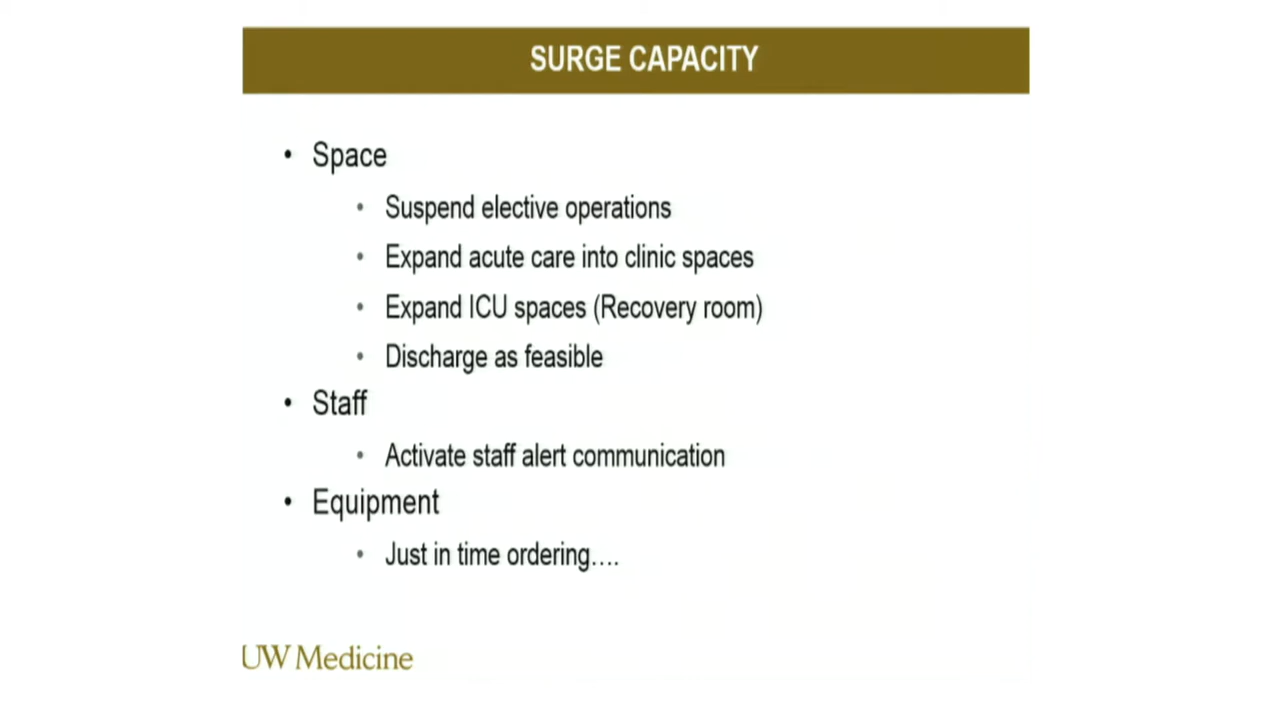 SURGE CAPACITY
• Space
• Suspend elective operations
• Expand acute care into clinic spaces
• Expand ICU spaces (Recovery room)
• Discharge as feasible
• Staff
• Activate staff alert communication
• Equipment
• Just in time ordering….
UW Medicine